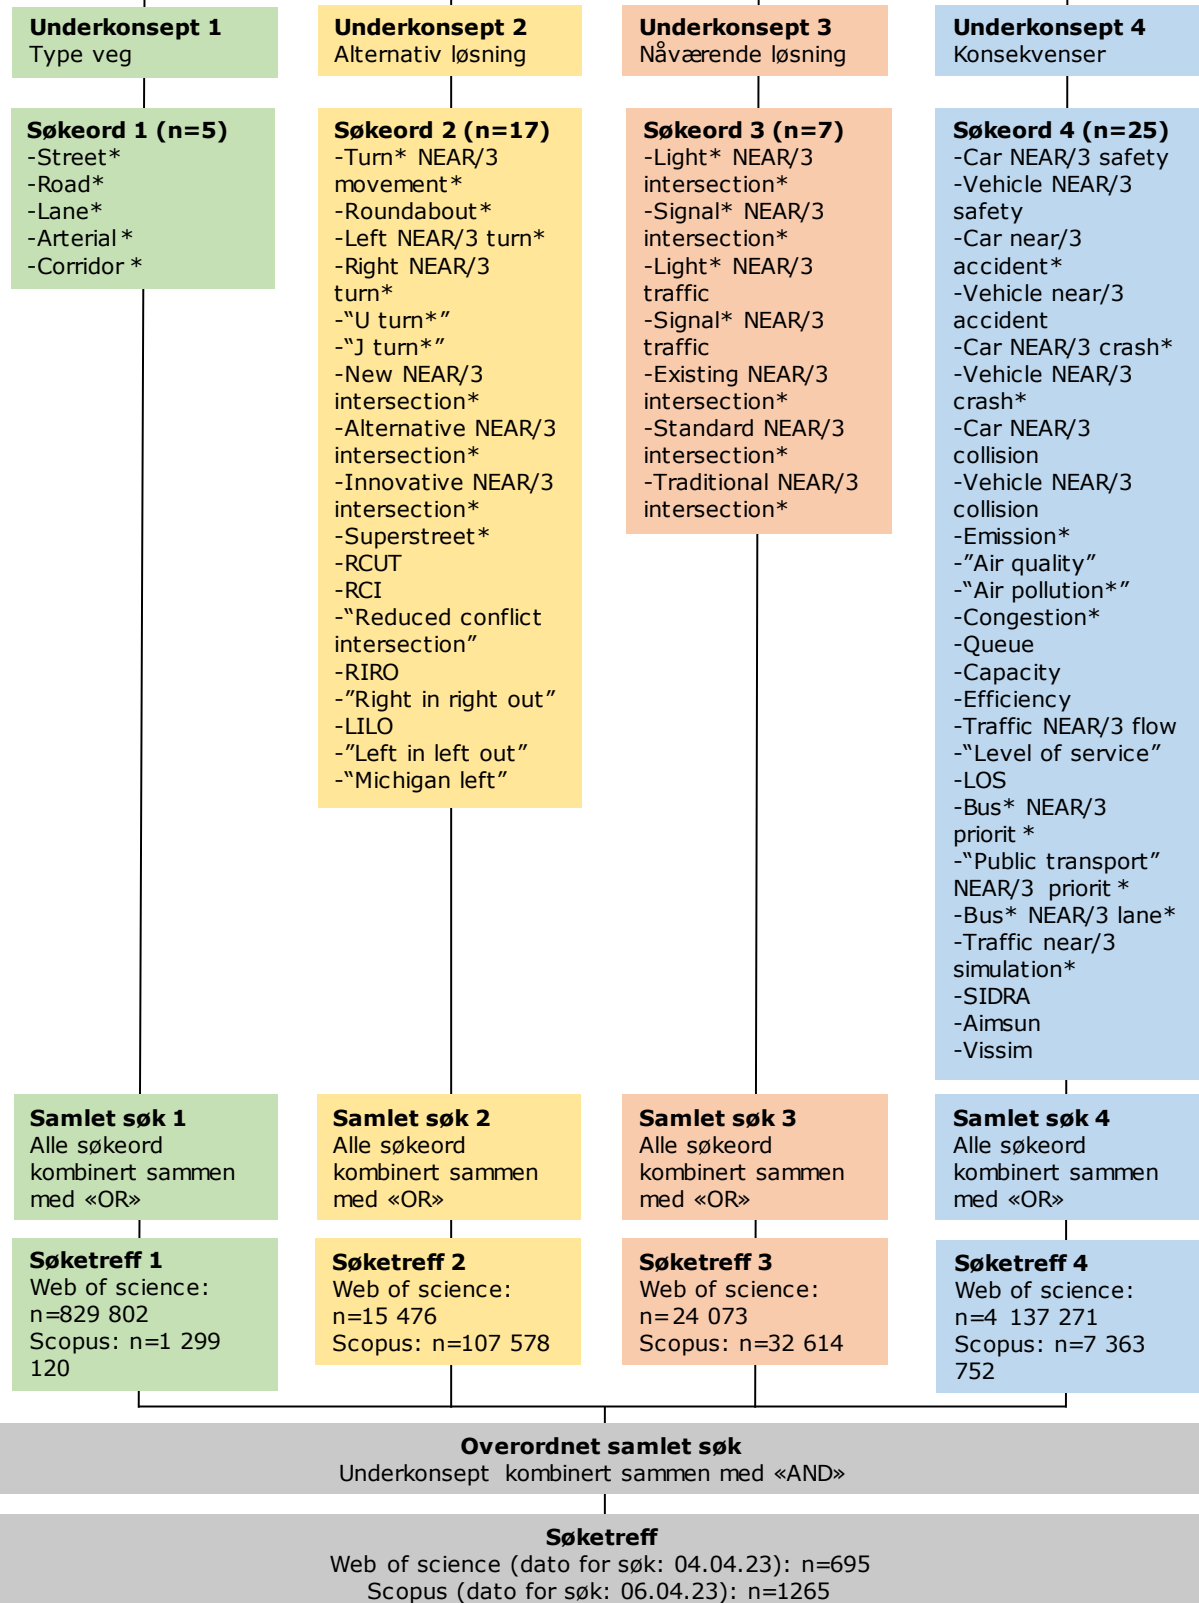 Underkonsept 1
Type veg
Søkeord 1 (n=5)
-Street*
-Road*
-Lane*
-Arterial *
-Corridor *
Samlet søk 1
Alle søkeord
kombinert sammen
med «OR»
Søketreff 1
Web of science:
n=829 802
Scopus: n=1 299
120
Underkonsept 2
Alternativ løsning
Søkeord 2 (n=17)
-Turn* NEAR/3
movement*
-Roundabout*
-Left NEAR/3 turn*
-Right NEAR/3
turn*
-“U turn*”
-“J turn*”
-New NEAR/3
intersection*
-Alternative NEAR/3
intersection*
-Innovative NEAR/3
intersection*
-Superstreet*
-RCUT
-RCI
-“Reduced conflict
intersection”
-RIRO
-”Right in right out”
-LILO
-”Left in left out”
-“Michigan left”
Samlet søk 2
Alle søkeord
kombinert sammen
med «OR»
Søketreff 2
Web of science:
n=15 476
Scopus: n=107 578
Underkonsept 3
Nåværende løsning
Søkeord 3 (n=7)
-Light* NEAR/3
intersection*
-Signal* NEAR/3
intersection*
-Light* NEAR/3
traffic
-Signal* NEAR/3
traffic
-Existing NEAR/3
intersection*
-Standard NEAR/3
intersection*
-Traditional NEAR/3
intersection*
Samlet søk 3
Alle søkeord
kombinert sammen
med «OR»
Søketreff 3
Web of science:
n=24 073
Scopus: n=32 614
Underkonsept 4
Konsekvenser
Søkeord 4 (n=25)
-Car NEAR/3 safety
-Vehicle NEAR/3
safety
-Car near/3
accident*
-Vehicle near/3
accident
-Car NEAR/3 crash*
-Vehicle NEAR/3
crash*
-Car NEAR/3
collision
-Vehicle NEAR/3
collision
-Emission*
-”Air quality”
-“Air pollution*”
-Congestion*
-Queue
-Capacity
-Efficiency
-Traffic NEAR/3 flow
-“Level of service”
-LOS
-Bus* NEAR/3
priorit *
-“Public transport”
NEAR/3 priorit *
-Bus* NEAR/3 lane*
-Traffic near/3
simulation*
-SIDRA
-Aimsun
-Vissim
Samlet søk 4
Alle søkeord
kombinert sammen
med «OR»
Søketreff 4
Web of science:
n=4 137 271
Scopus: n=7 363
752
Overordnet samlet søk
Underkonsept kombinert sammen med «AND»
Søketreff
Web of science (dato for søk: 04.04.23): n=695
Scopus (dato for søk: 06.04.23): n=1265